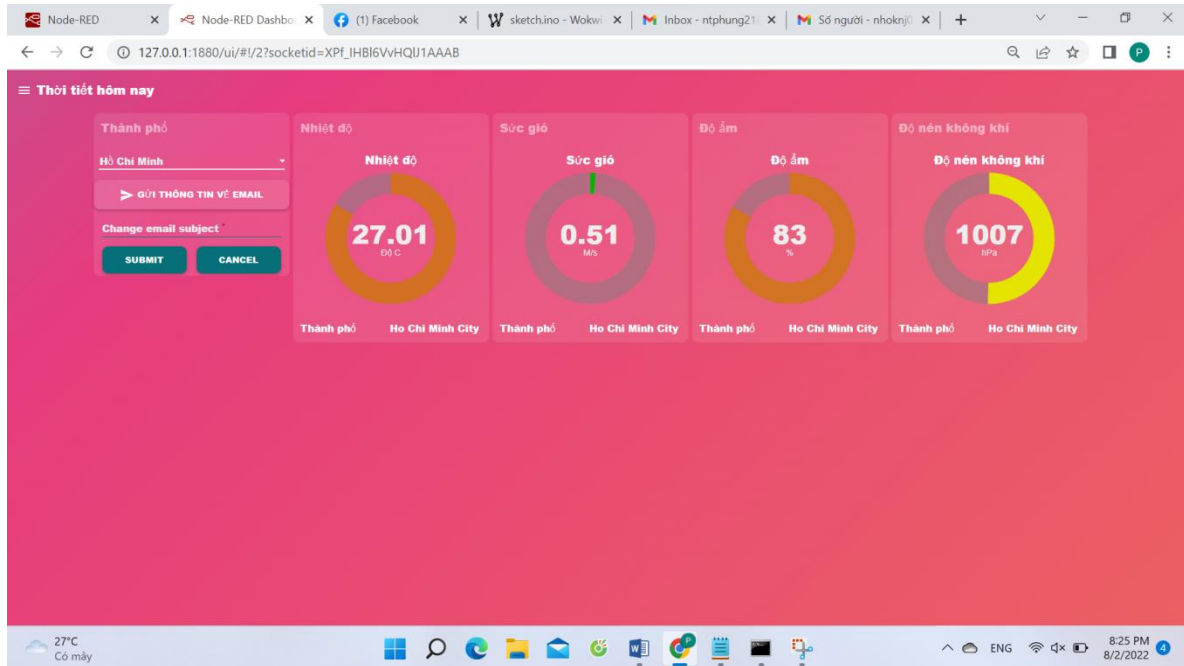 Node-RED
Node-RED Dashbo
(1) Facebook
sketch.ino - Wokwi
Inbox - ntphung21
Số người - nhoknj0
127.0.0.1:1880/ui/#!/2?socketid=XPf_IHBl6VvHQlJ1AAAB
P
Thời tiết hôm nay
Thành phố
Hồ Chí Minh
GỬI THÔNG TIN VỀ EMAIL
Change email subject *
SUBMIT
CANCEL
Nhiệt độ
Nhiệt độ
27.01
Độ C
Thành phố
Ho Chi Minh City
Sức gió
Sức gió
0.51
M/s
Thành phố
Ho Chi Minh City
Độ ẩm
Độ ẩm
83
%
Thành phố
Ho Chi Minh City
Độ nén không khí
Độ nén không khí
1007
hPa
Thành phố
Ho Chi Minh City
27°C
Có mây
ENG
8:25 PM
8/2/2022
4